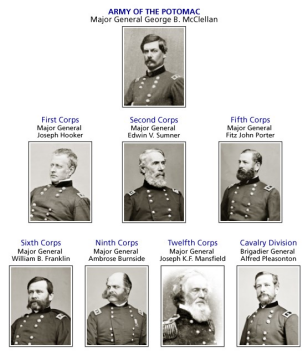 ARMY OF THE POTOMAC
Major General George B. McClellan
First Corps
Major General
Joseph Hooker
Second Corps
Major General
Edwin V. Sumner
Fifth Corps
Major General
Fitz John Porter
Sixth Corps
Major General
William B. Franklin
Ninth Corps
Major General
Ambrose Burnside
Twelfth Corps
Major General
Joseph K.F. Mansfield
Cavalry Division
Brigadier General
Alfred Pleasonton